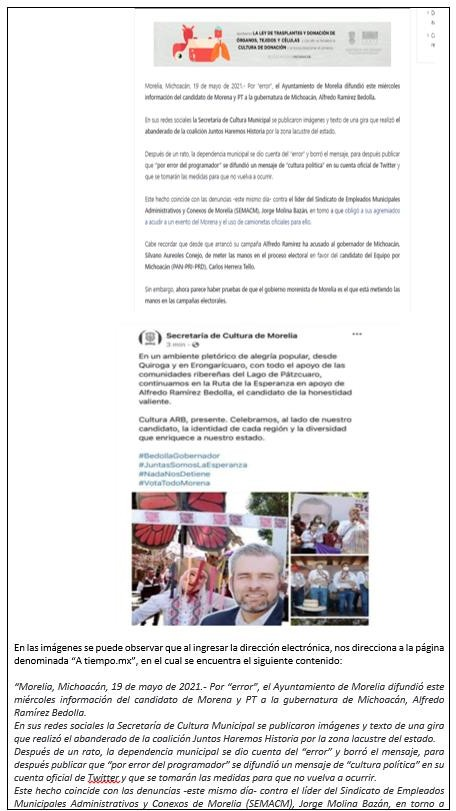 LA LEY DE TRASPLANTES Y DONACIÓN DE
ÓRGANOS, TEJIDOS Y CÉLULAS
CULTURA DE DONACIÓN
Morelia, Michoacán, 19 de mayo de 2021.- Por "error", el Ayuntamiento de Morelia difundió este miércoles
información del candidato de Morena y PT a la gubernatura de Michoacán, Alfredo Ramírez Bedolla.
En sus redes sociales la Secretaría de Cultura Municipal se publicaron imágenes y texto de una gira que realizó el
abanderado de la coalición Juntos Haremos Historia por la zona lacustre del estado.
Después de un rato, la dependencia municipal se dio cuenta del "error" y borró el mensaje, para después publicar
que "por error del programador" se difundió un mensaje de "cultura política" en su cuenta oficial de Twitter y
que se tomarán las medidas para que no vuelva a ocurrir.
Este hecho coincide con las denuncias -este mismo día- contra el líder del Sindicato de Empleados Municipales
Administrativos y Conexos de Morelia (SEMACM), Jorge Molina Bazán, en torno a que obligó a sus agremiados
a acudir a un evento del Morena y el uso de camionetas oficiales para ello.
Cabe recordar que desde que arrancó su campaña Alfredo Ramírez ha acusado al gobernador de Michoacán,
Silvano Aureoles Conejo, de meter las manos en el proceso electoral en favor del candidato del Equipo por
Michoacán (PAN-PRI-PRD), Carlos Herrera Tello.
Sin embargo, ahora parece haber pruebas de que el gobierno morenista de Morelia es el que está metiendo las
manos en las campañas electorales.
Secretaría de Cultura de Morelia
3 min ·
En un ambiente pletórico de alegría popular, desde
Quiroga y en Erongarícuaro, con todo el apoyo de las
comunidades ribereñas del Lago de Pátzcuaro,
continuamos en la Ruta de la Esperanza en apoyo de
Alfredo Ramírez Bedolla, el candidato de la honestidad
valiente.
Cultura ARB, presente. Celebramos, al lado de nuestro
candidato, la identidad de cada región y la diversidad
que enriquece a nuestro estado.
#BedollaGobernador
#JuntasSomosLaEsperanza
#NadaNosDetiene
#VotaTodoMorena
En las imágenes se puede observar que al ingresar la dirección electrónica, nos direcciona a la página
denominada "A tiempo.mx", en el cual se encuentra el siguiente contenido:
"Morelia, Michoacán, 19 de mayo de 2021.- Por "error", el Ayuntamiento de Morelia difundió este
miércoles información del candidato de Morena y PT a la gubernatura de Michoacán, Alfredo
Ramírez Bedolla.
En sus redes sociales la Secretaría de Cultura Municipal se publicaron imágenes y texto de una gira
que realizó el abanderado de la coalición Juntos Haremos Historia por la zona lacustre del estado.
Después de un rato, la dependencia municipal se dio cuenta del "error" y borró el mensaje, para
después publicar que "por error del programador" se difundió un mensaje de "cultura política" en su
cuenta oficial de Twitter y que se tomarán las medidas para que no vuelva a ocurrir.
Este hecho coincide con las denuncias -este mismo día- contra el líder del Sindicato de Empleados
Municipales Administrativos y Conexos de Morelia (SEMACM), Jorge Molina Bazán, en torno a